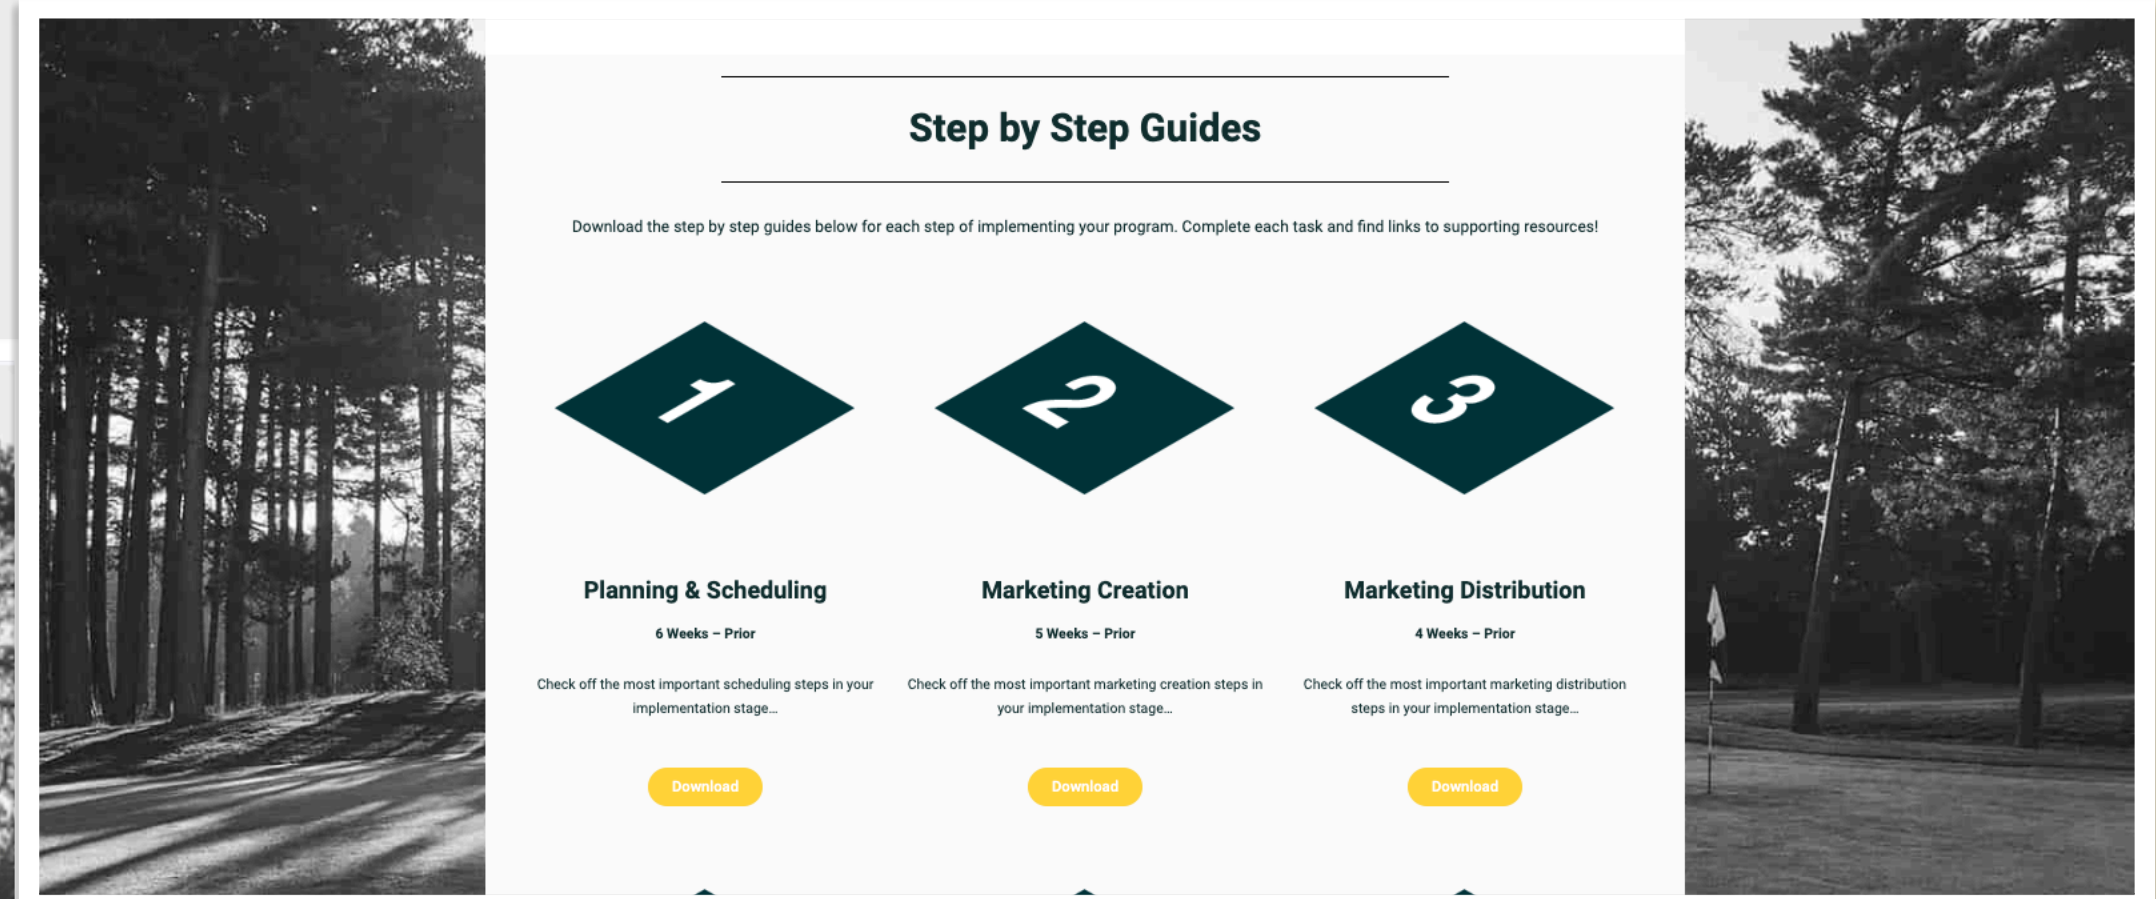 Step by Step Guides
Download the step by step guides below for each step of implementing your program. Complete each task and find links to supporting resources!
1
2
3
Planning & Scheduling
6 Weeks – Prior
Check off the most important scheduling steps in your
implementation stage...
Download
Marketing Creation
5 Weeks – Prior
Check off the most important marketing creation steps in
your implementation stage...
Download
Marketing Distribution
4 Weeks – Prior
Check off the most important marketing distribution
steps in your implementation stage...
Download